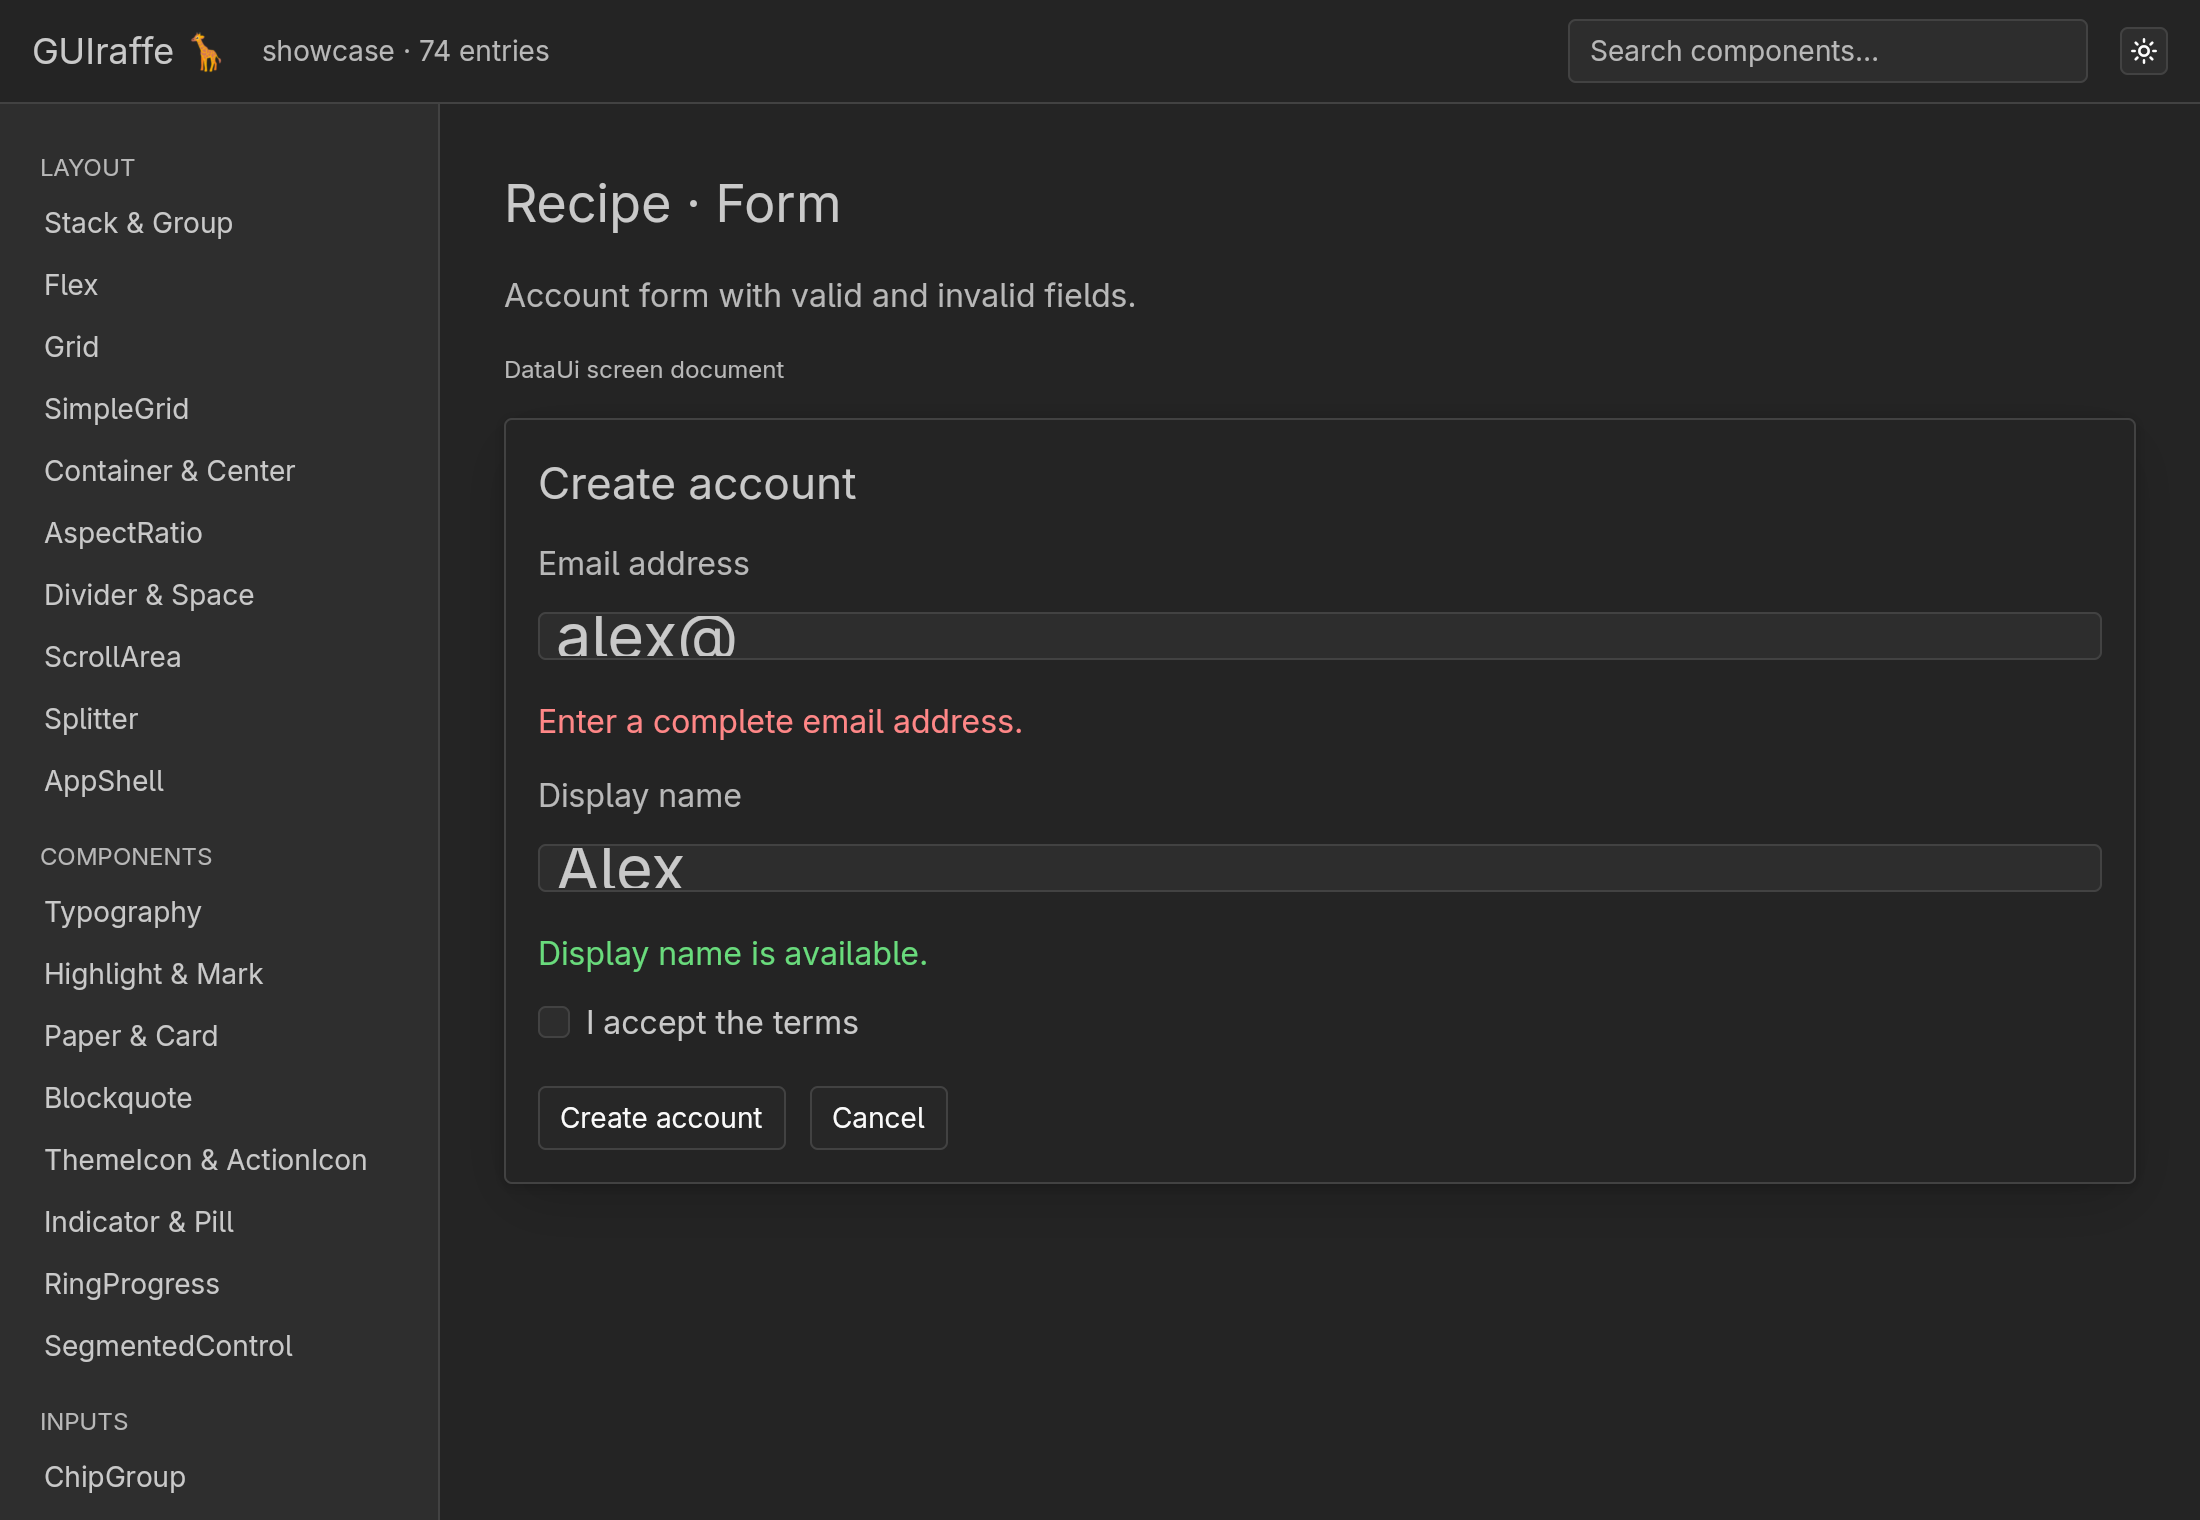 GUIraffe 🦒 showcase · 74 entries
Search components...
LAYOUT
Stack & Group
Flex
Grid
SimpleGrid
Container & Center
AspectRatio
Divider & Space
ScrollArea
Splitter
AppShell
COMPONENTS
Typography
Highlight & Mark
Paper & Card
Blockquote
ThemeIcon & ActionIcon
Indicator & Pill
RingProgress
SegmentedControl
INPUTS
ChipGroup
Recipe · Form
Account form with valid and invalid fields.
DataUi screen document
Create account
Email address
alex@
Enter a complete email address.
Display name
Alex
Display name is available.
I accept the terms
Create account
Cancel